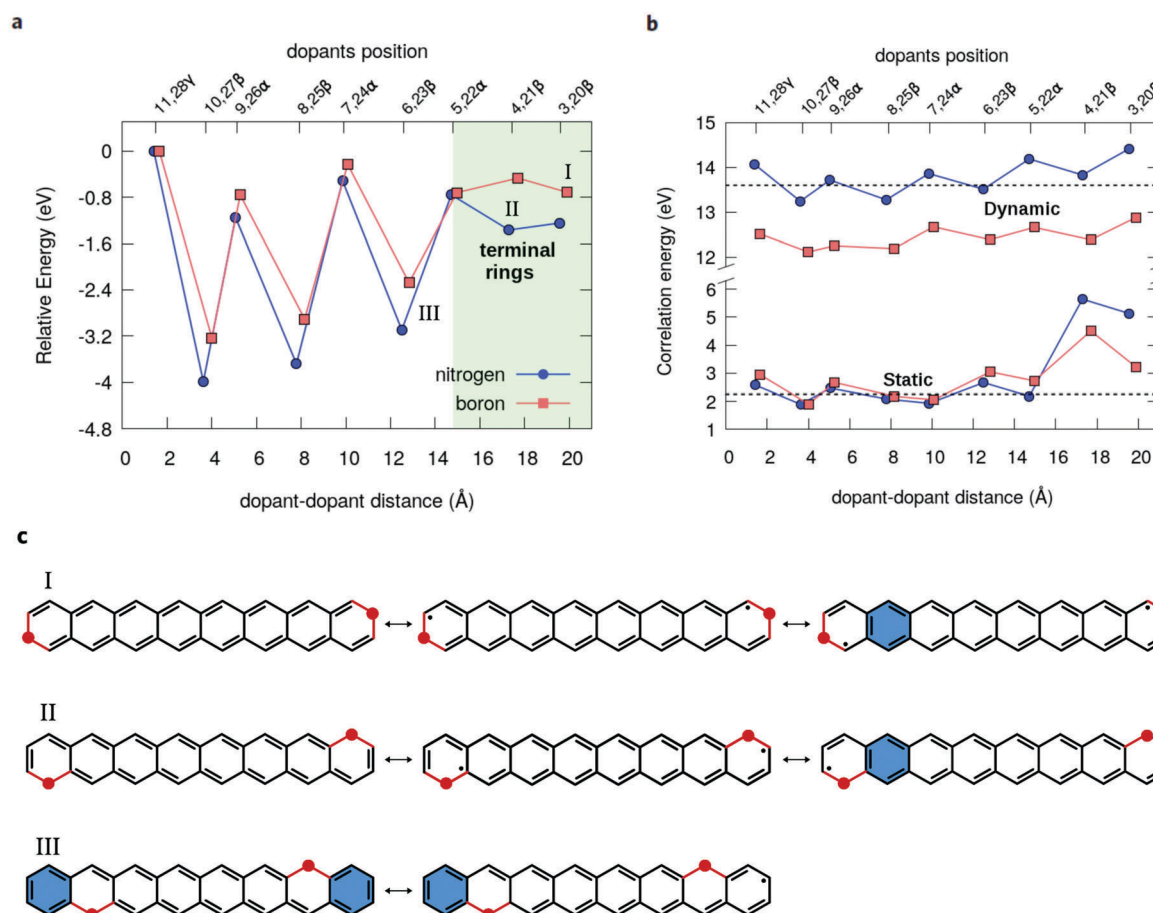 a
dopants position
11,28γ 10,27β 9,26α 8,25β 7,24α 6,23β 5,22α 4,21β 3,20β
0
-0.8
-1.6
-2.4
-3.2
-4
-4.8
Relative Energy (eV)
I
II
III
terminal
rings
nitrogen
boron
0 2 4 6 8 10 12 14 16 18 20
dopant-dopant distance (Å)
b
dopants position
11,28γ 10,27β 9,26α 8,25β 7,24α 6,23β 5,22α 4,21β 3,20β
15
14
13
12
6
5
4
3
2
1
Correlation energy (eV)
Dynamic
Static
0 2 4 6 8 10 12 14 16 18 20
dopant-dopant distance (Å)
c
I
II
III